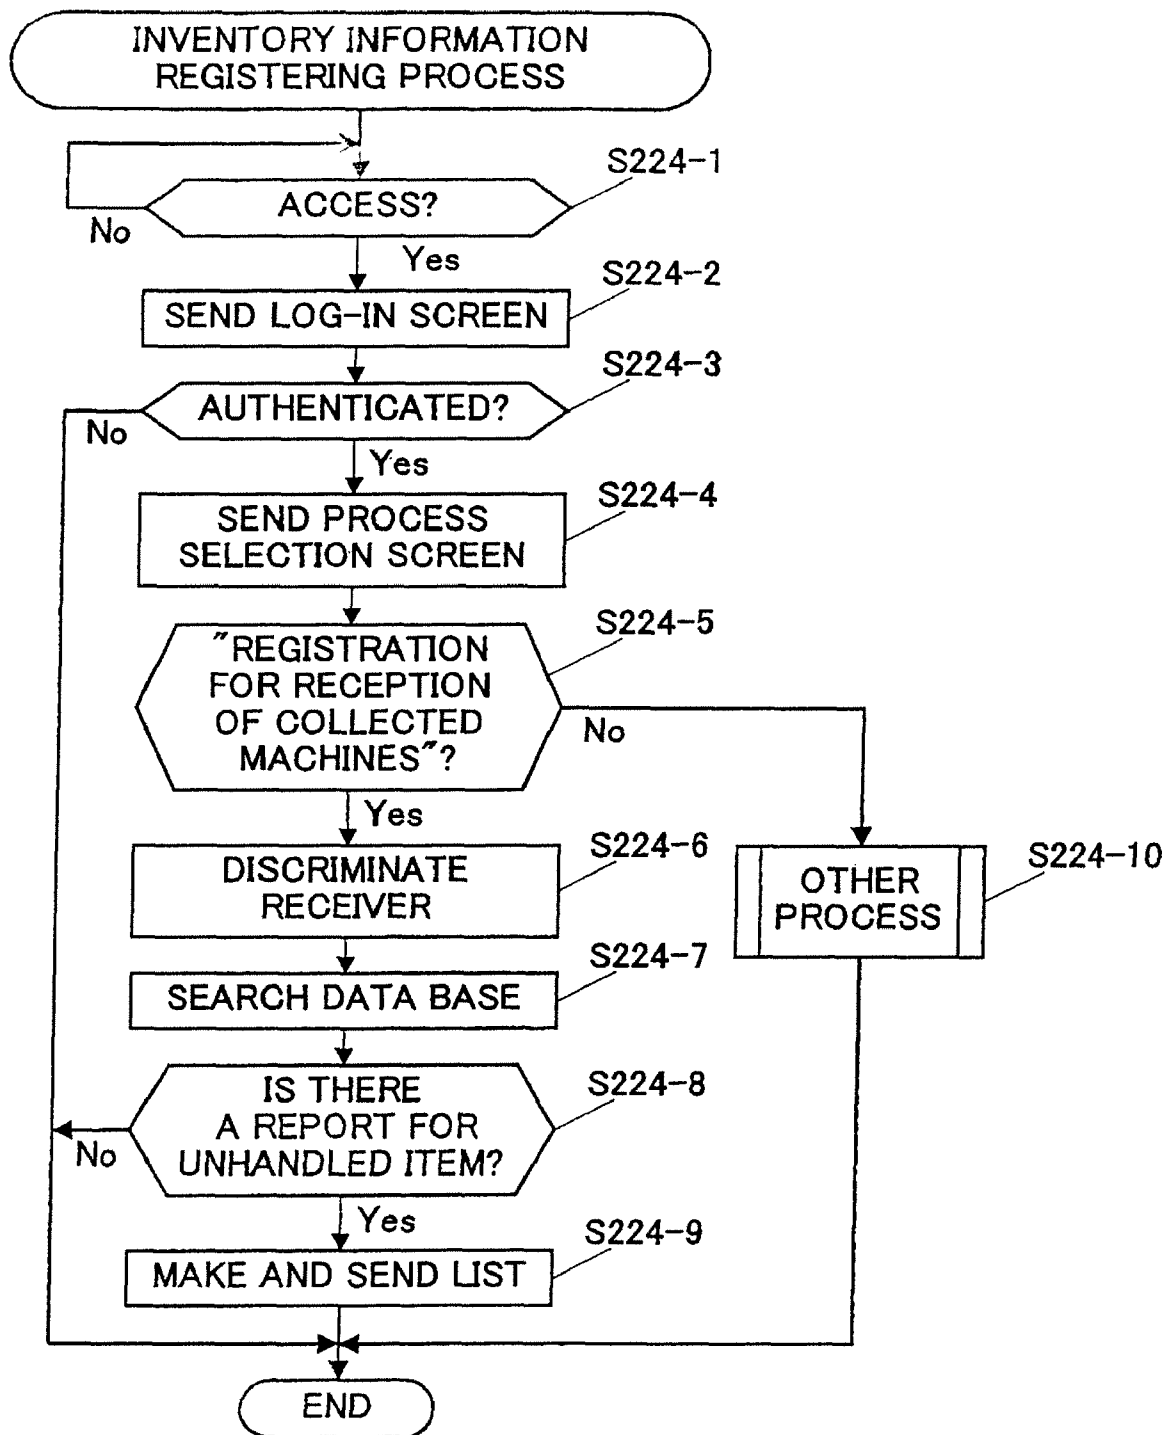 INVENTORY INFORMATION
REGISTERING PROCESS
S224-1
ACCESS?
No
Yes
S224-2
SEND LOG-IN SCREEN
S224-3
AUTHENTICATED?
No
Yes
S224-4
SEND PROCESS
SELECTION SCREEN
S224-5
"REGISTRATION
FOR RECEPTION
OF COLLECTED
MACHINES"?
No
Yes
S224-6
DISCRIMINATE
RECEIVER
S224-10
OTHER
PROCESS
S224-7
SEARCH DATA BASE
S224-8
IS THERE
A REPORT FOR
UNHANDLED ITEM?
No
Yes
S224-9
MAKE AND SEND LIST
END